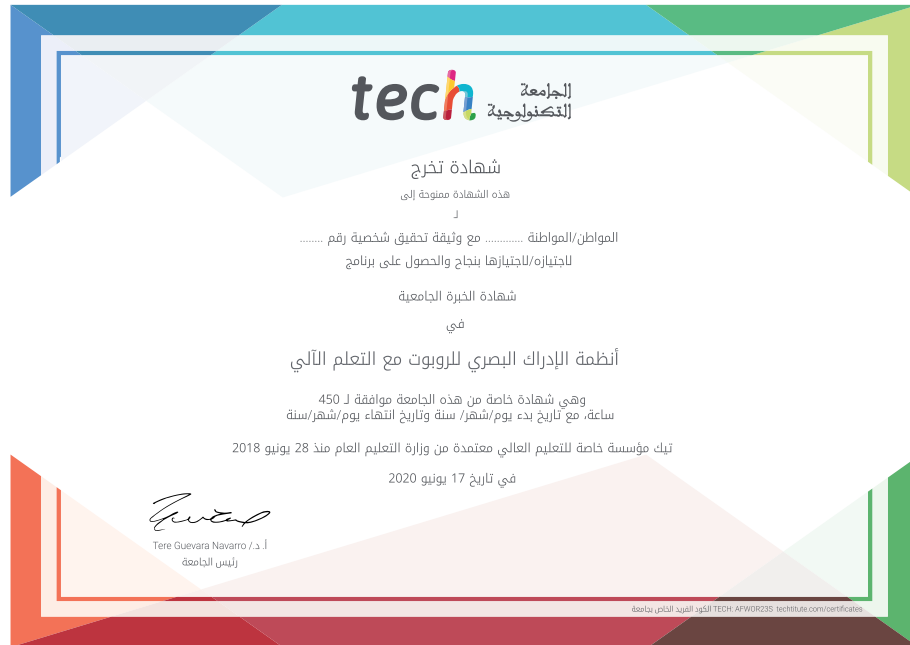 tech الجامعة
التكنولوجية
شهادة تخرج
هذه الشهادة ممنوحة إلى
لـ
المواطن/المواطنة ............. مع وثيقة تحقيق شخصية رقم ........
لاجتيازه/لاجتيازها بنجاح والحصول على برنامج
شهادة الخبرة الجامعية
في
أنظمة الإدراك البصري للروبوت مع التعلم الآلي
وهي شهادة خاصة من هذه الجامعة موافقة لـ 450
ساعة، مع تاريخ بدء يوم/شهر/ سنة وتاريخ انتهاء يوم/شهر/سنة
تيك مؤسسة خاصة للتعليم العالي معتمدة من وزارة التعليم العام منذ 28 يونيو 2018
في تاريخ 17 يونيو 2020
أ. د./ Tere Guevara Navarro
رئيس الجامعة
الكود الفريد الخاص بجامعة TECH: AFWOR23S techtitute.com/certificates